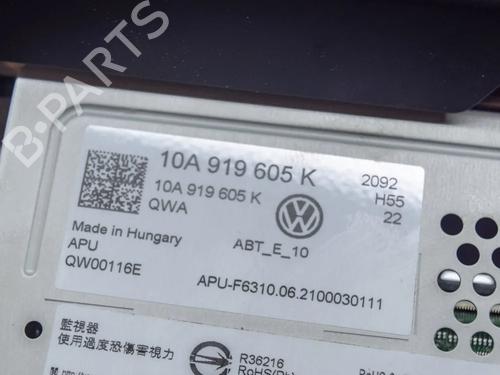 B-PARTS
10A 919 605 K
10A 919 605 K
QWA
2092
H55
22
Made in Hungary
APU
QW00116E
ABT_E_10
APU-F6310.06.2100030111
監視器
使用過度恐傷害視力
R36216